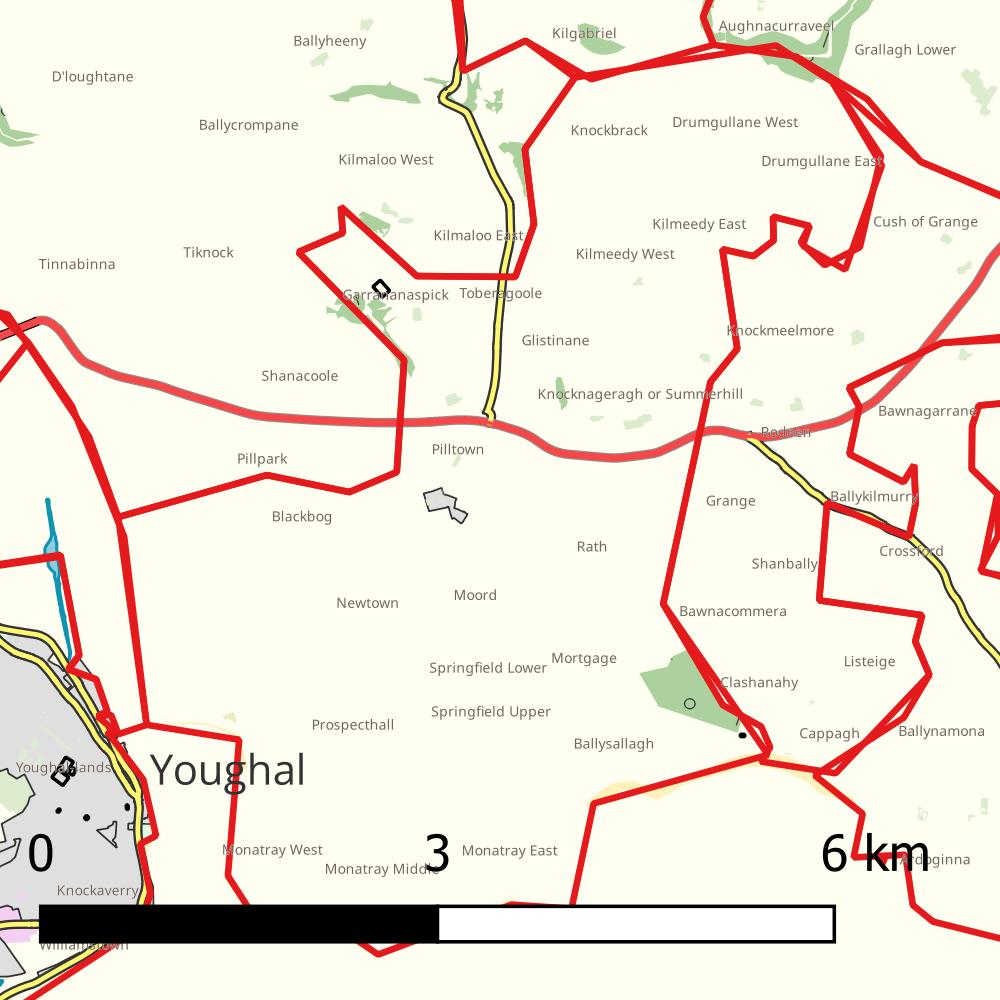 Aughnacurraveel
Kilgabriel
Ballyheeny
Grallagh Lower
D'loughtane
Drumgullane West
Ballycrompane
Knockbrack
Kilmaloo West
Drumgullane East
Cush of Grange
Kilmeedy East
Kilmaloo East
Tiknock
Kilmeedy West
Tinnabinna
Garrananaspick
Toberagoole
Knockmeelmore
Glistinane
Shanacoole
Knocknageragh or Summerhill
Bawnagarrane
Rodeen
Pilltown
Pillpark
Ballykilmurry
Grange
Blackbog
Rath
Crossford
Shanbally
Moord
Newtown
Bawnacommera
Mortgage
Listeige
Springfield Lower
Clashanahy
Springfield Upper
Prospecthall
Ballynamona
Cappagh
Ballysallagh
Youghal
Youghal-lands
Monatray West
Monatray East
0
3
6 km
Ardoginna
Monatray Middle
Knockaverry
Williamstown